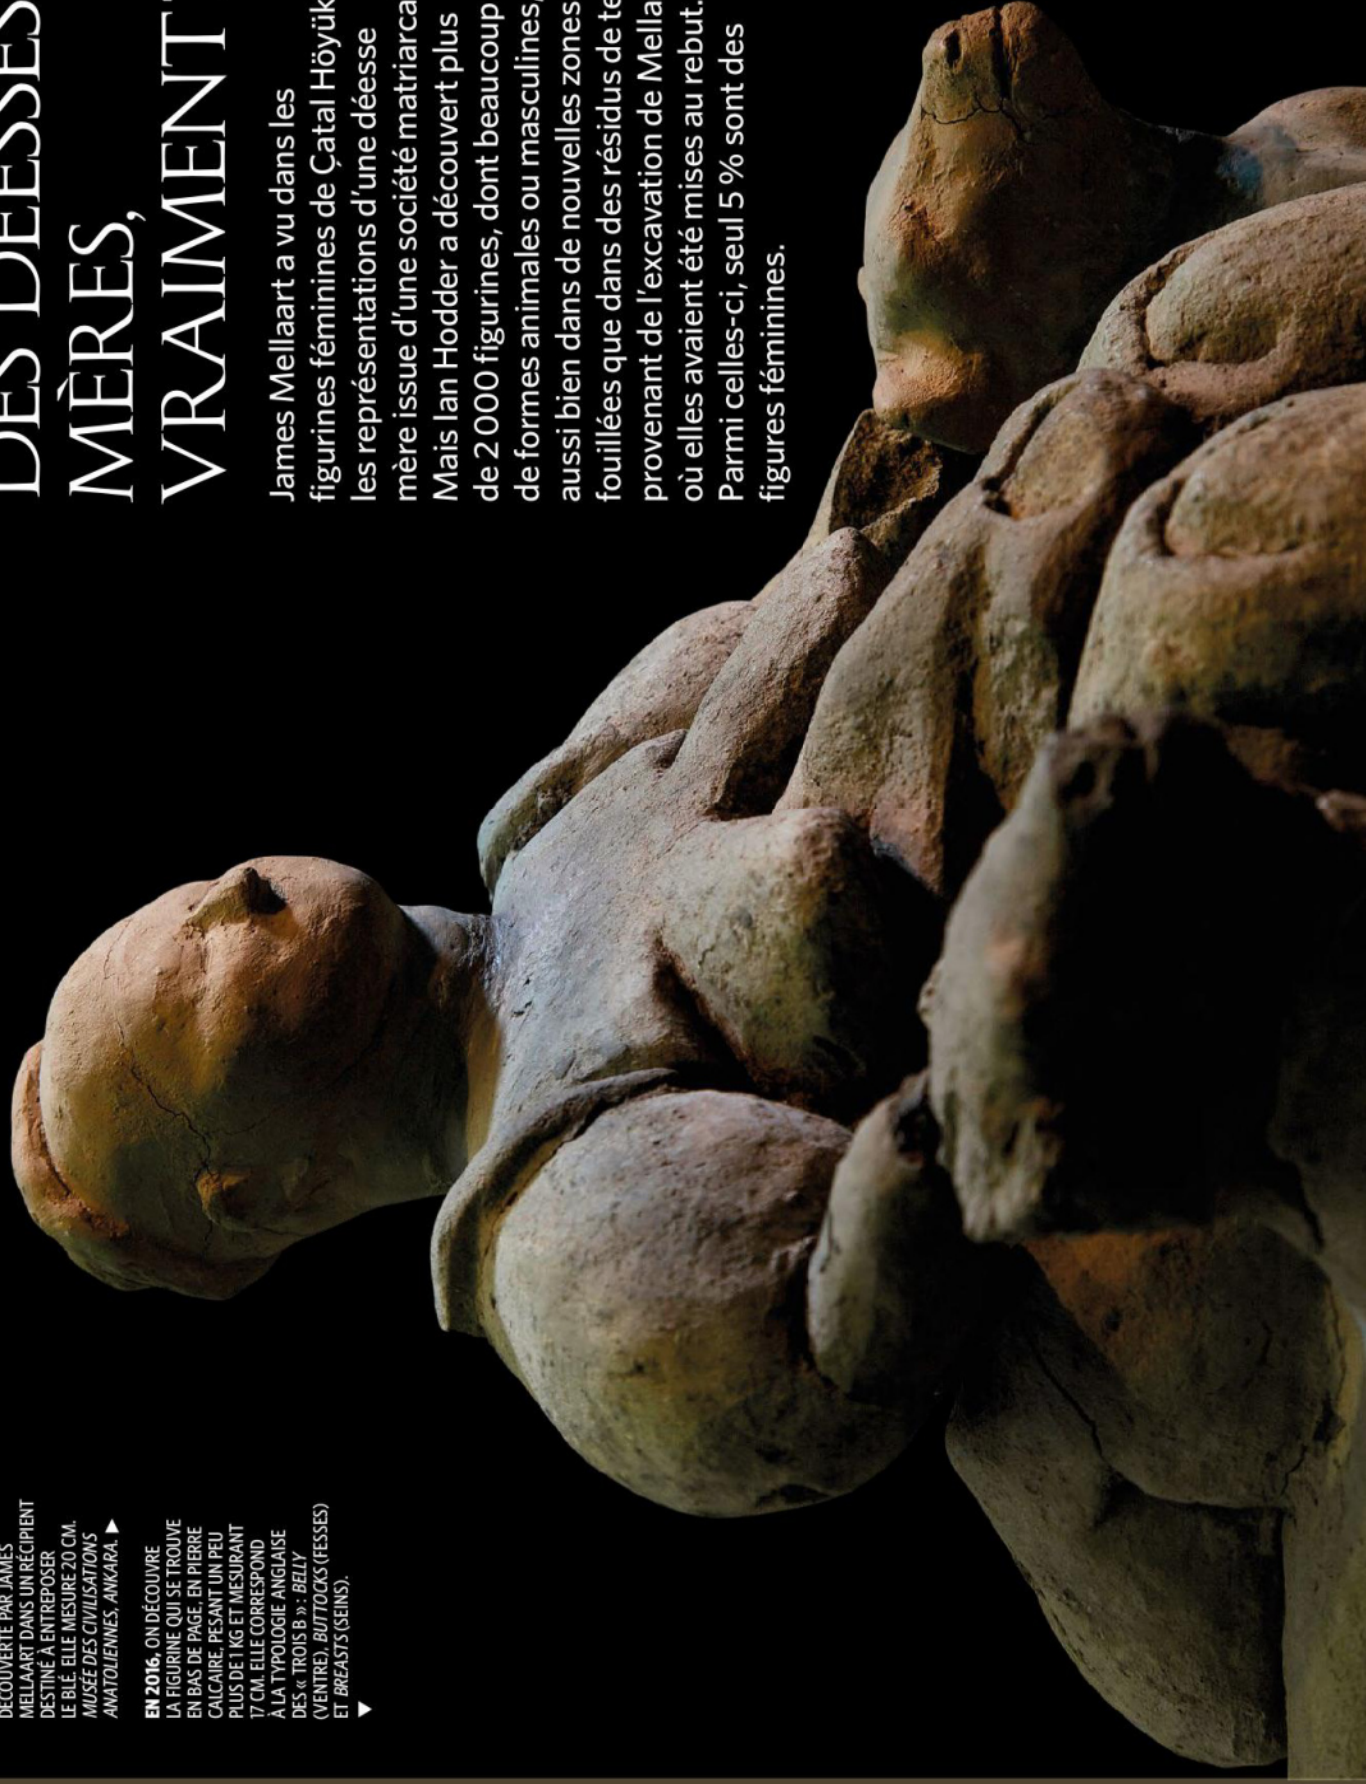 DES DÉESSES
MÈRES,
VRAIMENT
James Mellaart a vu dans les
figurines féminines de Çatal Höyük
les représentations d'une déesse
mère issue d'une société matriarca
Mais Ian Hodder a découvert plus
de 2 000 figurines, dont beaucoup
de formes animales ou masculines,
aussi bien dans de nouvelles zones
fouillées que dans des résidus de te
provenant de l'excavation de Mella
où elles avaient été mises au rebut.
Parmi celles-ci, seul 5 % sont des
figures féminines.
DÉCOUVERTE PAR JAMES
MELLAART DANS UN RÉCIPIENT
DESTINÉ À ENTREPOSER
LE BLÉ. ELLE MESURE 20 CM.
MUSÉE DES CIVILISATIONS
ANATOLIENNES, ANKARA. ▶
EN 2016, ON DÉCOUVRE
LA FIGURINE QUI SE TROUVE
EN BAS DE PAGE, EN PIERRE
CALCAIRE, PESANT UN PEU
PLUS DE 1 KG ET MESURANT
17 CM. ELLE CORRESPOND
À LA TYPOLOGIE ANGLAISE
DES « TROIS B » : BELLY
(VENTRE), BUTTOCKS (FESSES)
ET BREASTS (SEINS).
▼